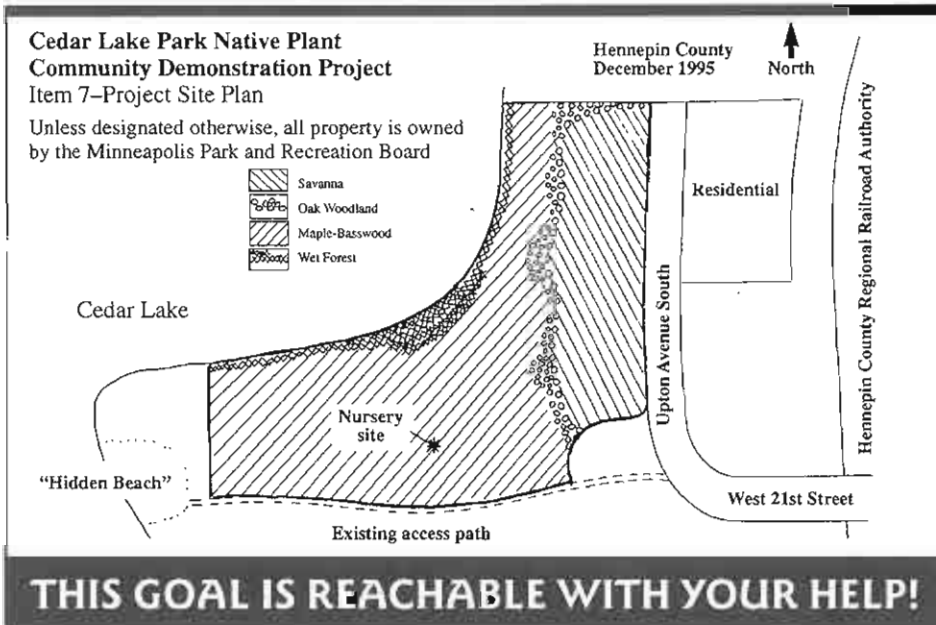 Cedar Lake Park Native Plant
Community Demonstration Project
Item 7–Project Site Plan
Unless designated otherwise, all property is owned
by the Minneapolis Park and Recreation Board
Hennepin County
December 1995
North
Savanna
Oak Woodland
Maple-Basswood
Wet Forest
Residential
Hennepin County Regional Railroad Authority
Upton Avenue South
Cedar Lake
Nursery
site
"Hidden Beach"
West 21st Street
Existing access path
THIS GOAL IS REACHABLE WITH YOUR HELP!